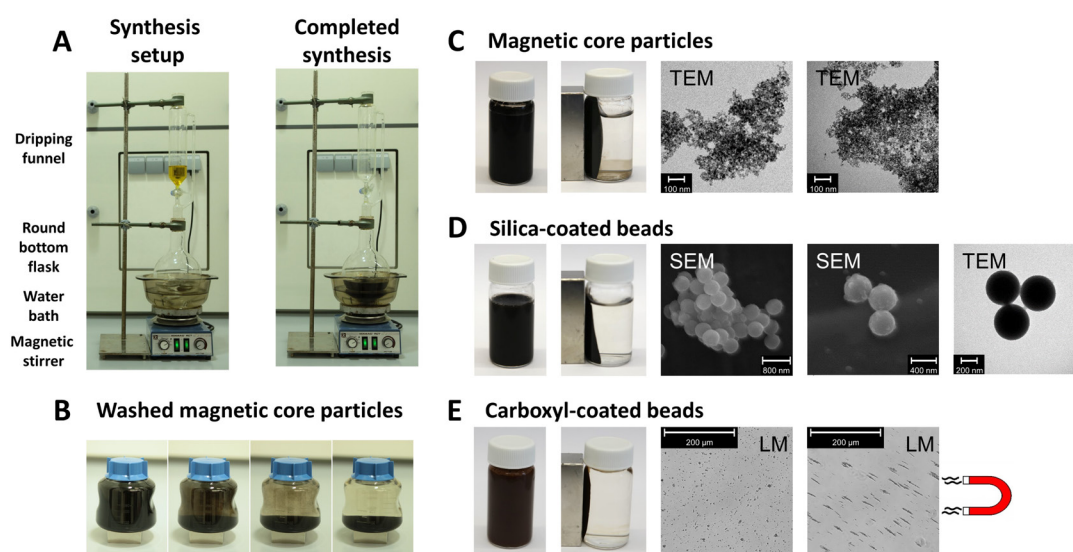 A
Synthesis
setup
Completed
synthesis
Dripping
funnel
Round
bottom
flask
Water
bath
Magnetic
stirrer
B Washed magnetic core particles
C Magnetic core particles
TEM
100 nm
TEM
100 nm
D Silica-coated beads
SEM
800 nm
SEM
400 nm
TEM
200 nm
E Carboxyl-coated beads
200 µm
LM
200 µm
LM